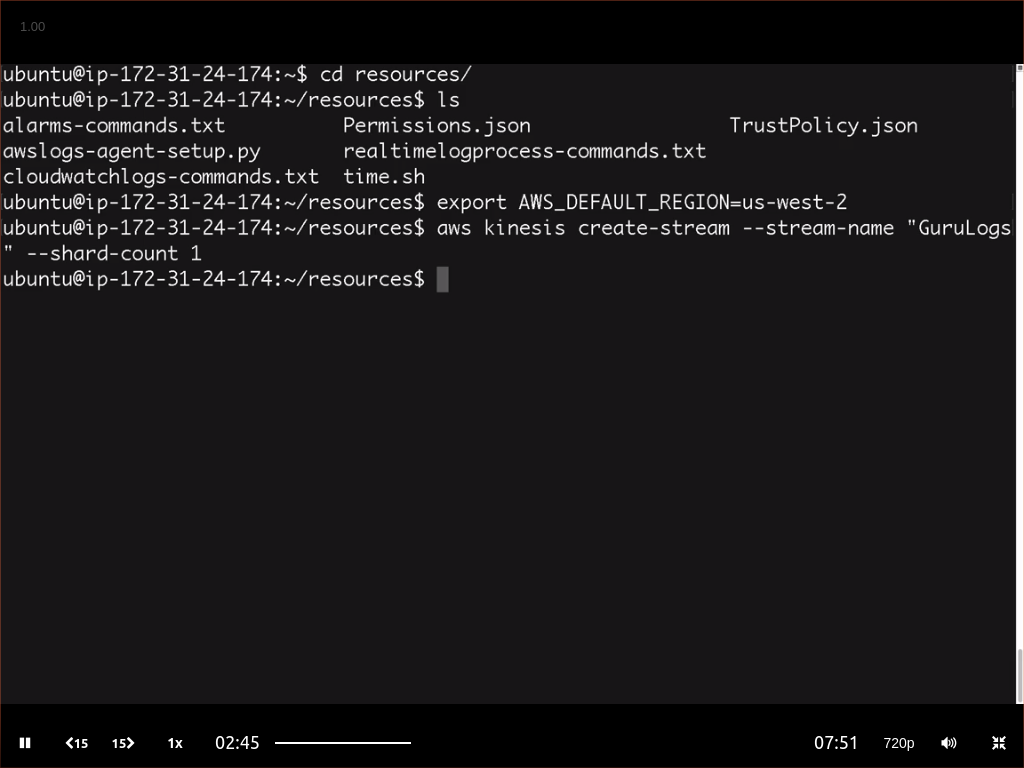 1.00
ubuntu@ip-172-31-24-174:~$ cd resources/
ubuntu@ip-172-31-24-174:~/resources$ ls
alarms-commands.txt Permissions.json TrustPolicy.json
awslogs-agent-setup.py realtimelogprocess-commands.txt
cloudwatchlogs-commands.txt time.sh
ubuntu@ip-172-31-24-174:~/resources$ export AWS_DEFAULT_REGION=us-west-2
ubuntu@ip-172-31-24-174:~/resources$ aws kinesis create-stream --stream-name "GuruLogs
" --shard-count 1
ubuntu@ip-172-31-24-174:~/resources$
15 15 1x 02:45 07:51 720p